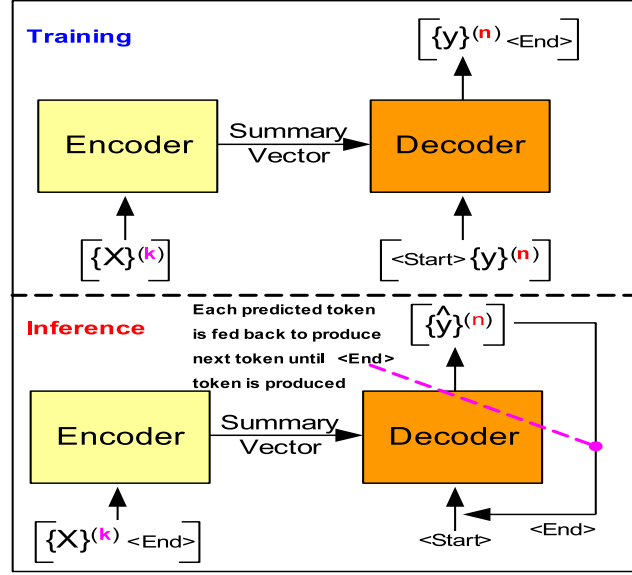 Training
[{y}(n) <End>]
Encoder
Summary
Vector
Decoder
[{X}(k)]
[<Start>{y}(n)]
Inference
Each predicted token
is fed back to produce
next token until <End>
token is produced
[{ŷ}(n)]
Encoder
Summary
Vector
Decoder
[{X}(k) <End>]
<Start>
<End>